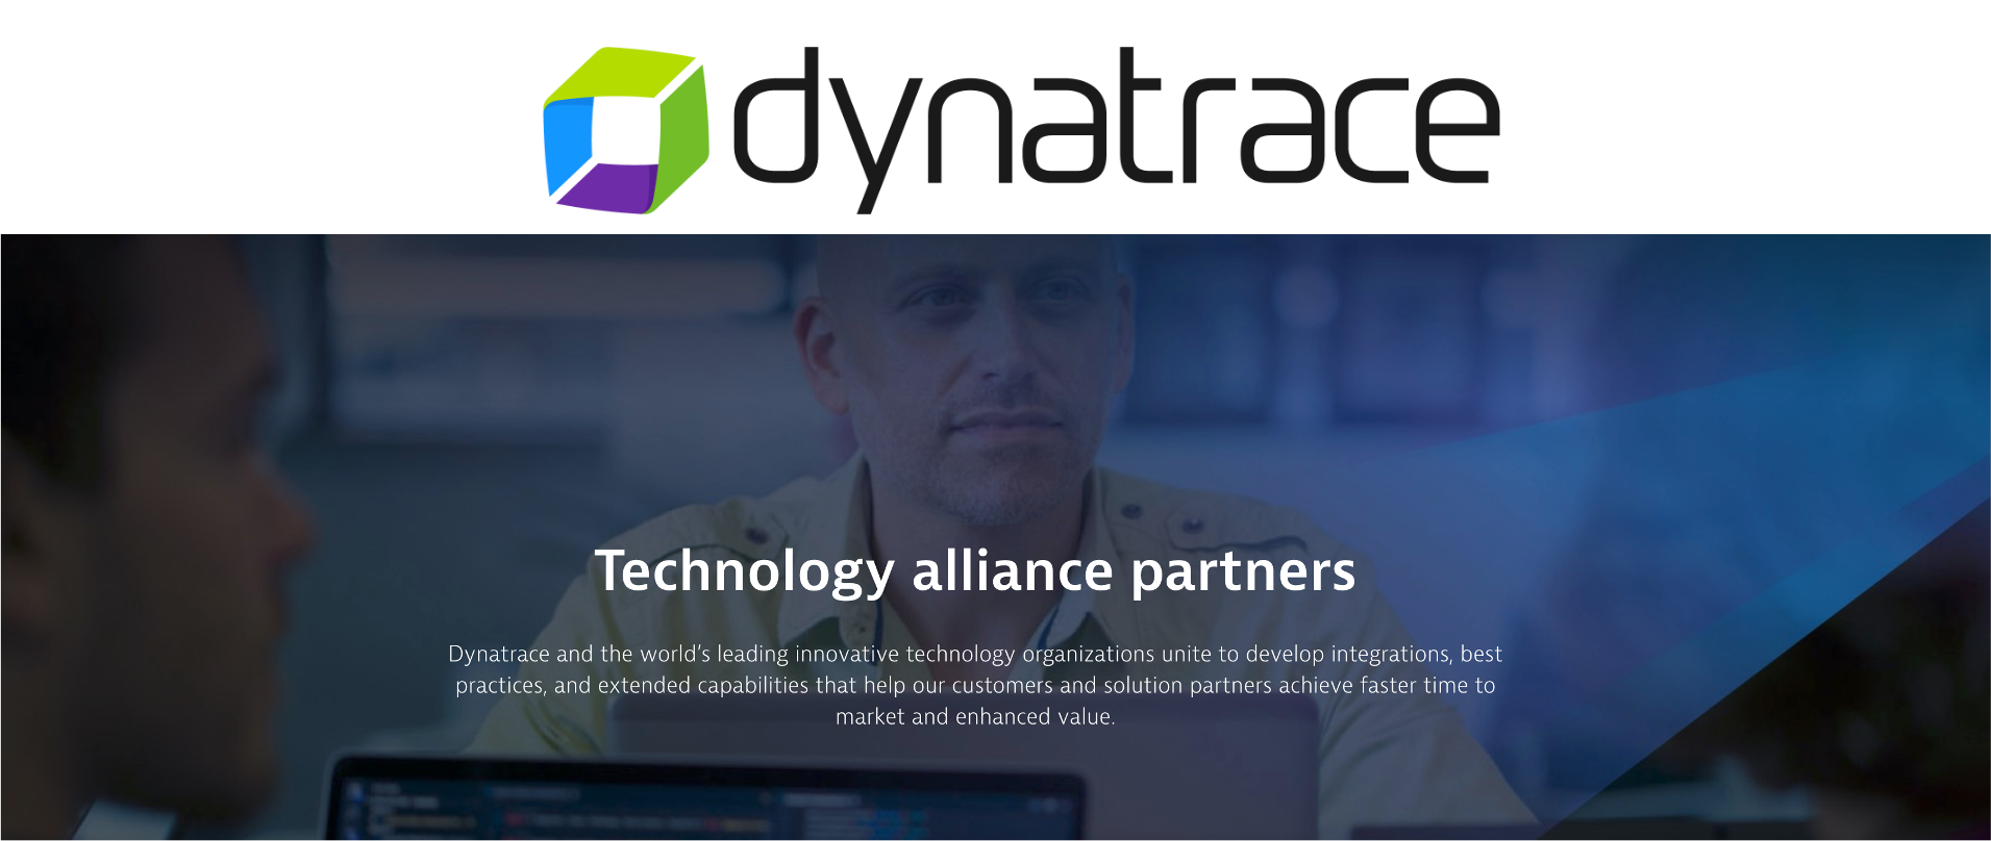 dynatrace
Technology alliance partners
Dynatrace and the world’s leading innovative technology organizations unite to develop integrations, best
practices, and extended capabilities that help our customers and solution partners achieve faster time to
market and enhanced value.